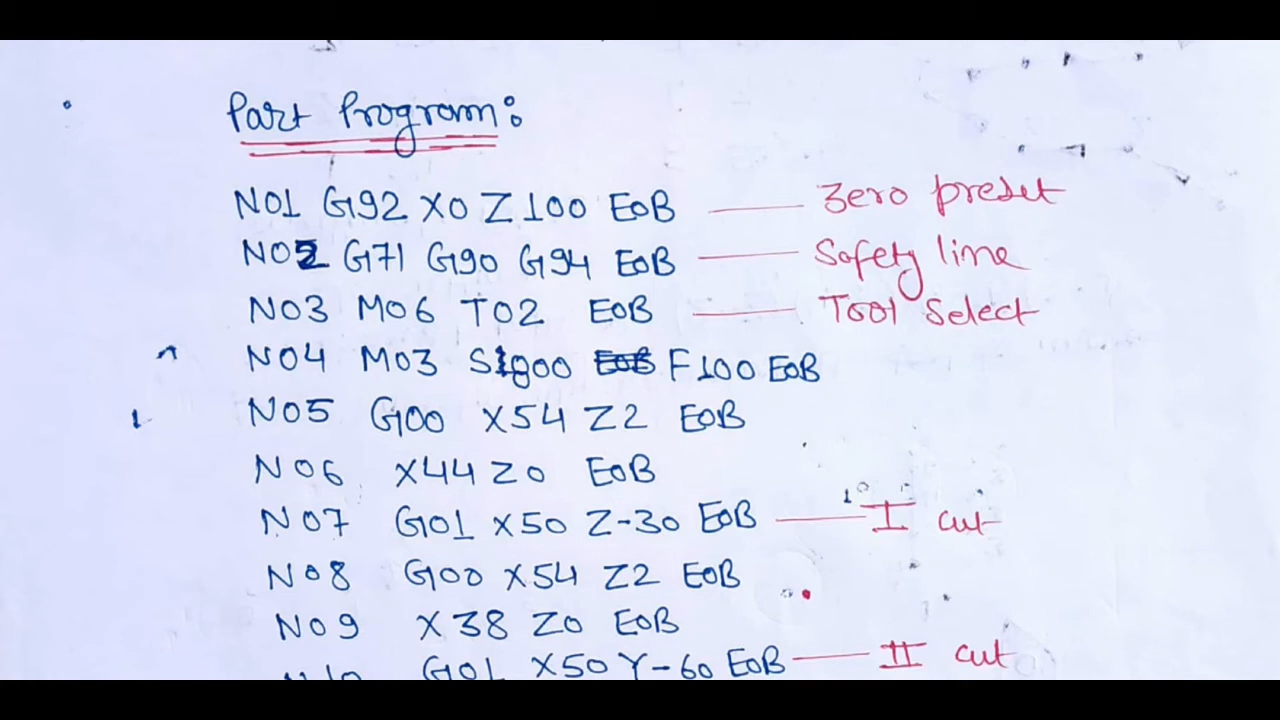 Part Program:
N01 G92 X0 Z100 EOB — Zero preset
N02 G71 G90 G94 EOB — Safety line
N03 M06 T02 EOB — Tool Select
N04 M03 S1000 F100 EOB
N05 G00 X54 Z2 EOB
N06 X44 Z0 EOB
N07 G01 X50 Z-30 EOB — I cut
N08 G00 X54 Z2 EOB
N09 X38 Z0 EOB
N10 G01 X50 Y-60 EOB — II cut